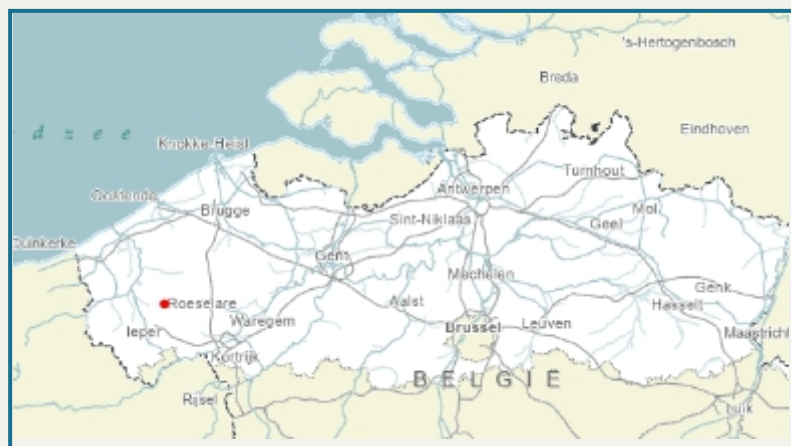 's-Hertogenbosch
Breda
Eindhoven
d z e e
Knokke-Heist
Turnhout
Antwerpen
Oostende
Brugge
Mol
Sint-Niklaas
Geel
Duinkerke
Gent
Mechelen
Genk
Roeselare
Aalst
Hasselt
Waregem
Ieper
Brussel
Leuven
Maastricht
Kortrijk
BELGIË
Rijsel
Luik